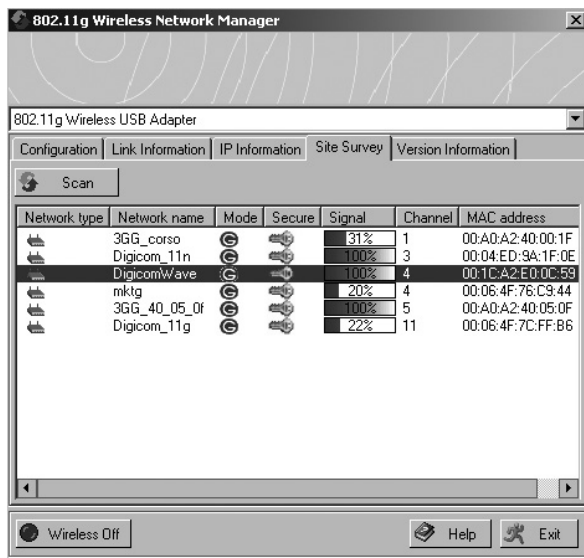 802.11g Wireless Network Manager
802.11g Wireless USB Adapter
Configuration Link Information IP Information Site Survey Version Information
Scan
Network type Network name Mode Secure Signal Channel MAC address
3GG_corso G 31% 1 00:A0:A2:40:00:1F
Digicom_11n G 100% 3 00:04:ED:9A:1F:0E
DigicomWave G 100% 4 00:1C:A2:E0:0C:59
mktg G 20% 4 00:06:4F:76:C9:44
3GG_40_05_0f G 100% 5 00:A0:A2:40:05:0F
Digicom_11g G 22% 11 00:06:4F:7C:FF:B6
Wireless Off Help Exit